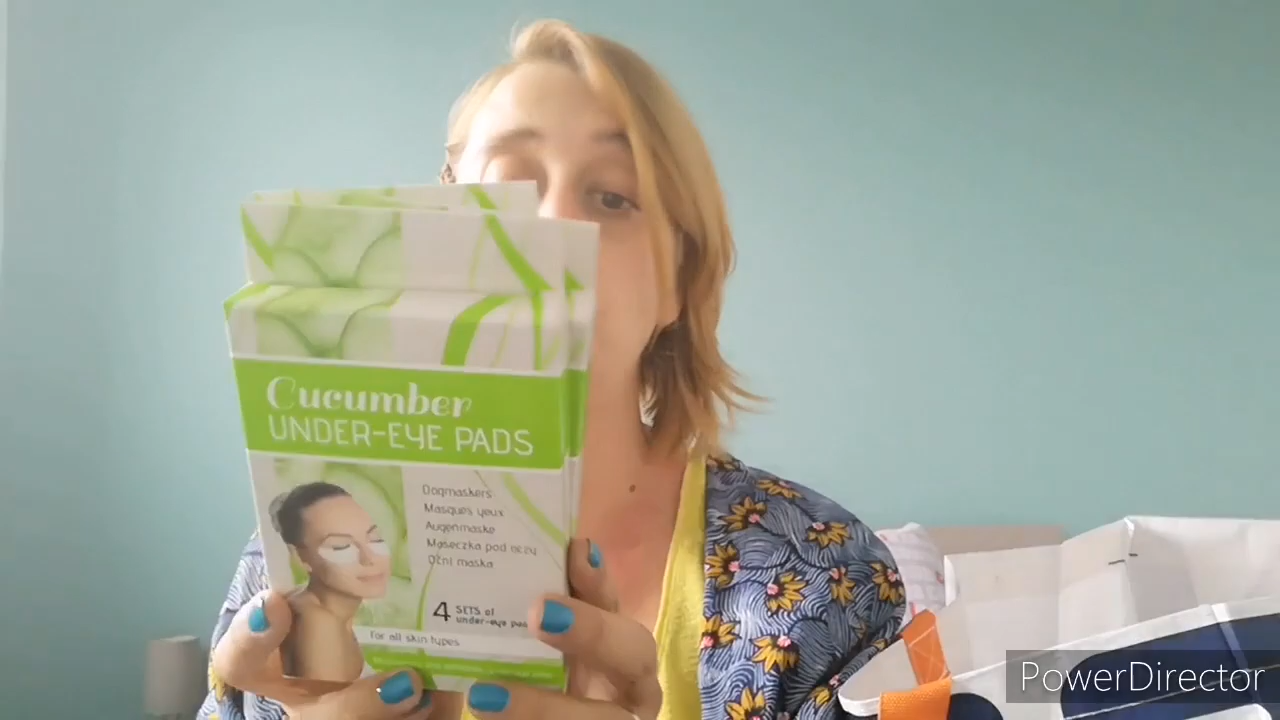 Cucumber
UNDER-EYE PADS
Oogmaskers
Masques yeux
Augenmaske
Maseczka pod oczy
Oční maska
4 SETS of
under-eye pads
For all skin types
PowerDirector